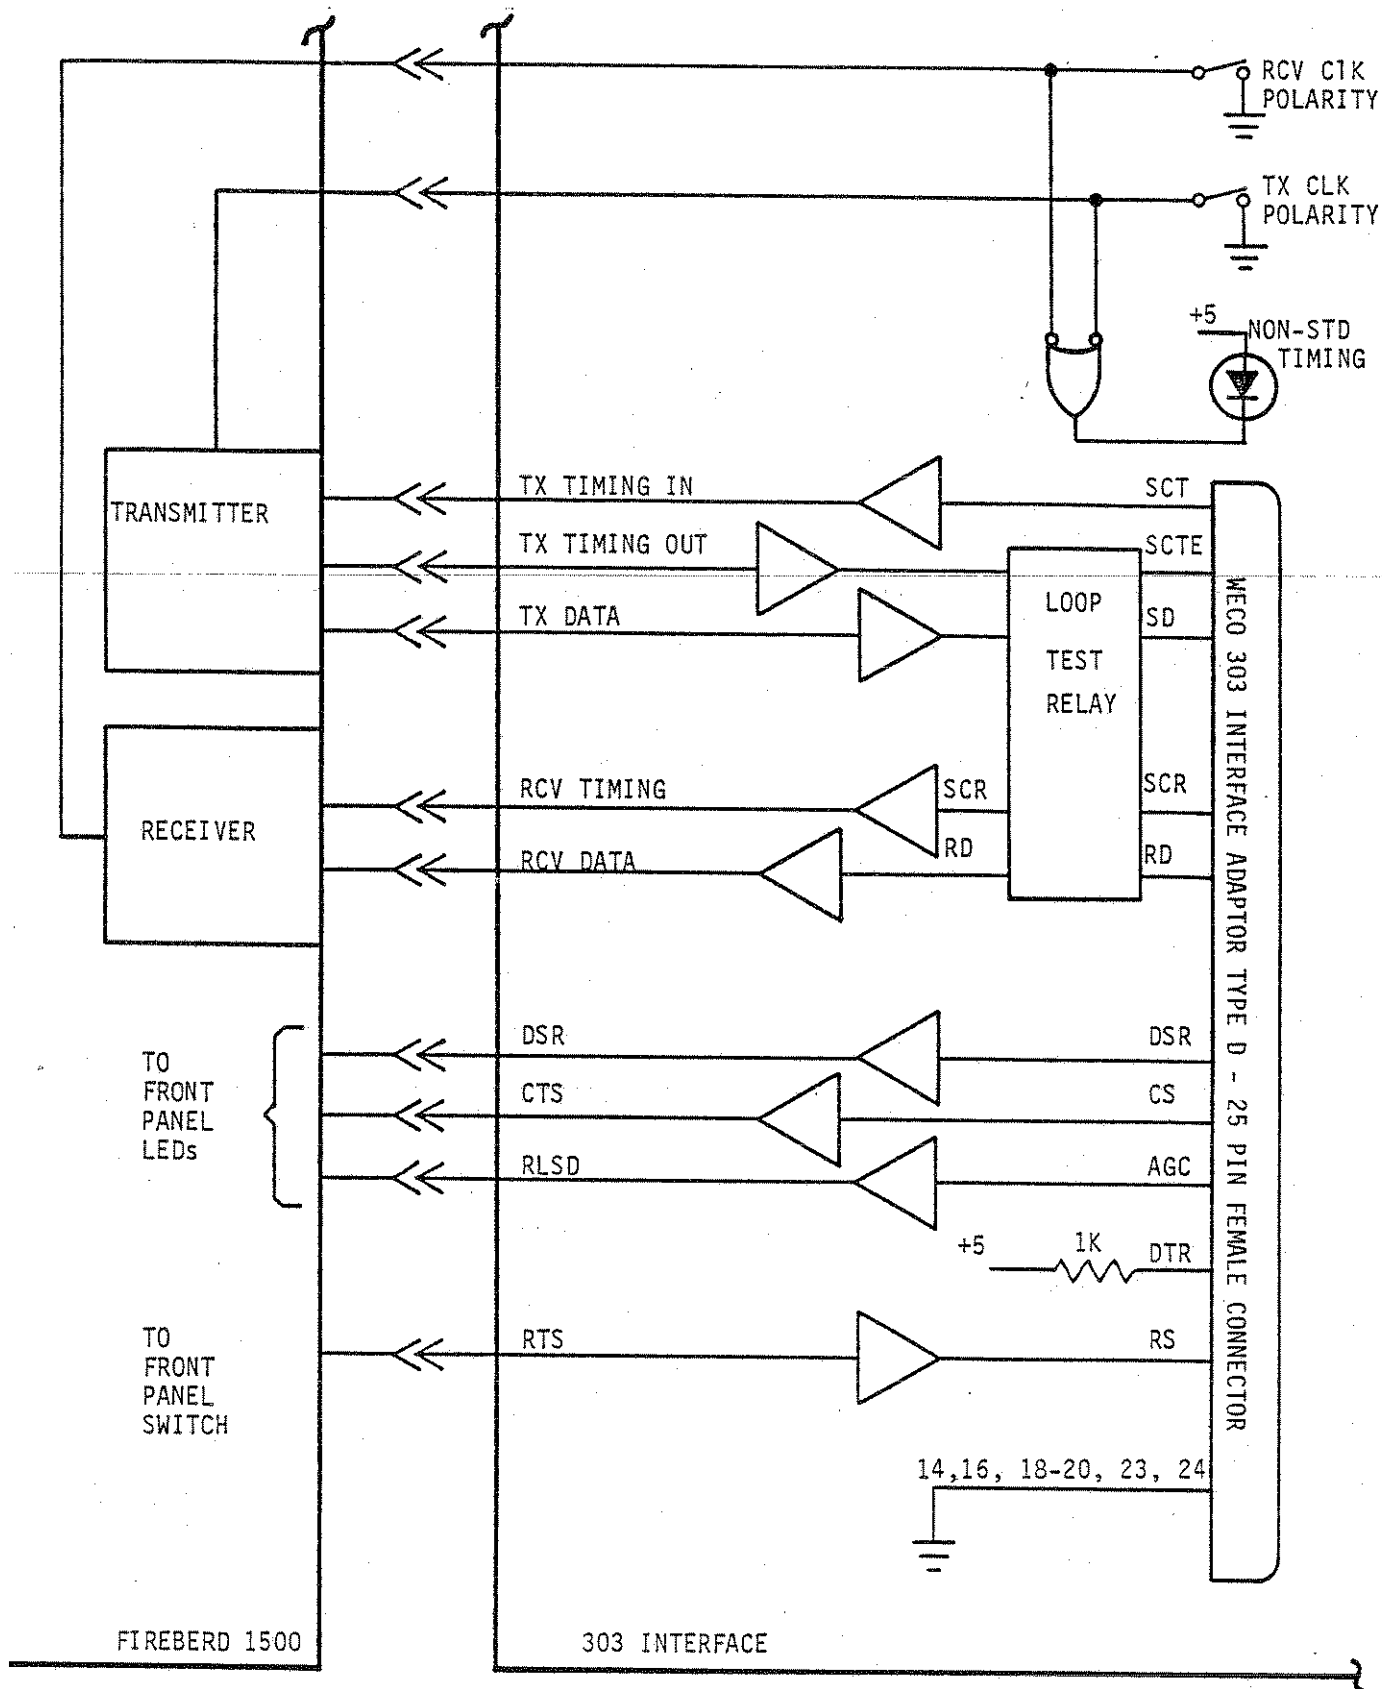 RCV ClK
POLARITY
TX CLK
POLARITY
+5
NON-STD
TIMING
TRANSMITTER
TX TIMING IN
SCT
TX TIMING OUT
SCTE
TX DATA
SD
LOOP
TEST
RELAY
RECEIVER
RCV TIMING
SCR
SCR
RCV DATA
RD
RD
WECO 303 INTERFACE ADAPTOR TYPE D - 25 PIN FEMALE CONNECTOR
TO
FRONT
PANEL
LEDs
DSR
DSR
CTS
CS
RLSD
AGC
+5
1K
DTR
TO
FRONT
PANEL
SWITCH
RTS
RS
14,16, 18-20, 23, 24
FIREBERD 1500
303 INTERFACE